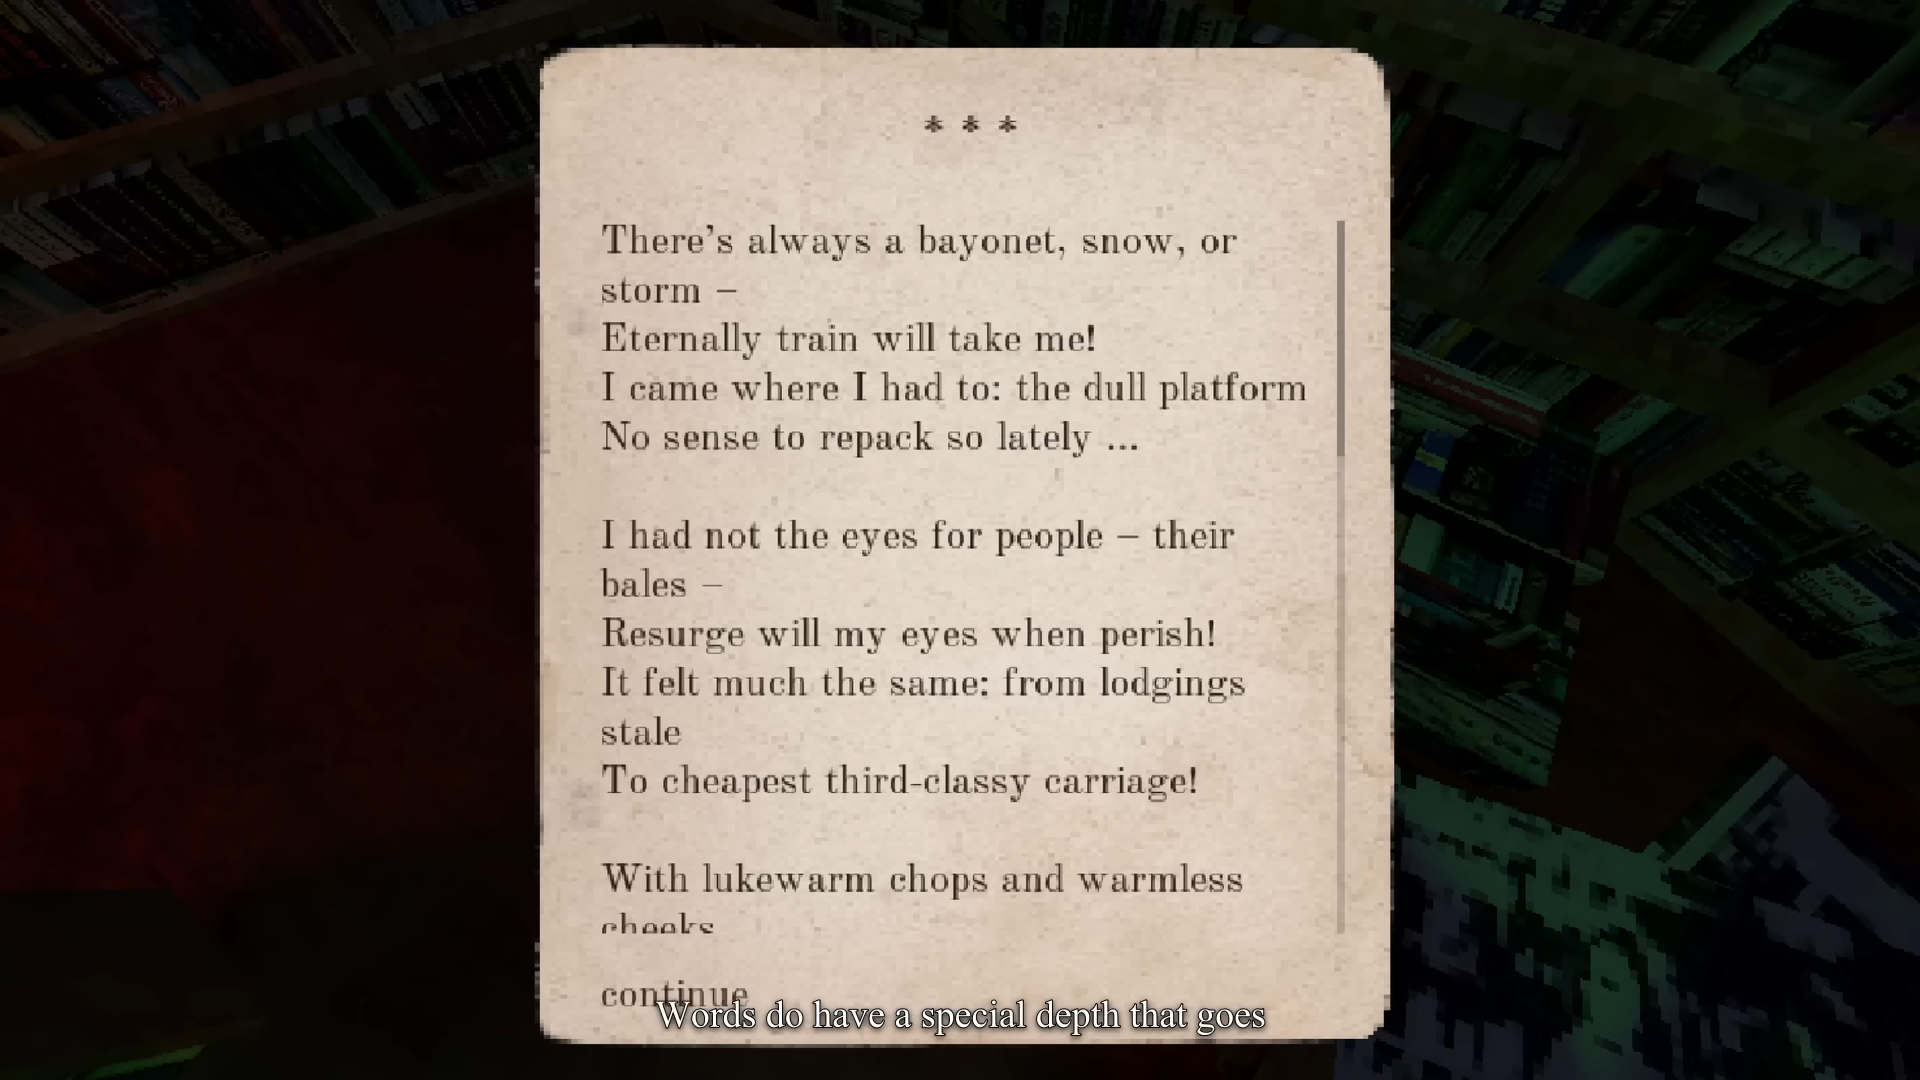 * * *
There's always a bayonet, snow, or
storm –
Eternally train will take me!
I came where I had to: the dull platform
No sense to repack so lately ...
I had not the eyes for people – their
bales –
Resurge will my eyes when perish!
It felt much the same: from lodgings
stale
To cheapest third-classy carriage!
With lukewarm chops and warmless
cheeks
continue
Words do have a special depth that goes